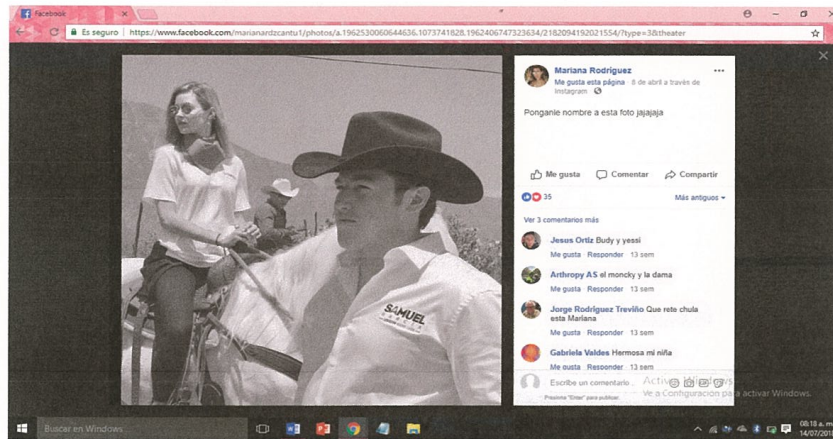 Facebook
Es seguro
https://www.facebook.com/marianardzcantu1/photos/a.1962530060644636.1073741828.1962406747323634/2182094192021554/?type=3&theater
SAMUEL
Mariana Rodríguez
Me gusta esta página · 6 de abril a través de
Instagram
Ponganle nombre a esta foto jajajaja
Me gusta Comentar Compartir
35 Más antiguos
Ver 3 comentarios más
Jesus Ortiz Budy y yessi
Me gusta · Responder · 13 sem
Arthropy AS el moncky y la dama
Me gusta · Responder · 13 sem
Jorge Rodriguez Treviño Que rete chula
esta Mariana
Me gusta · Responder · 13 sem
Gabriela Valdes Hermosa mi niña
Me gusta · Responder · 13 sem
Escribe un comentario...
Presiona "Enter" para publicar.
Activar Windows
Ve a Configuración para activar Windows.
Buscar en Windows
08:18 a. m.